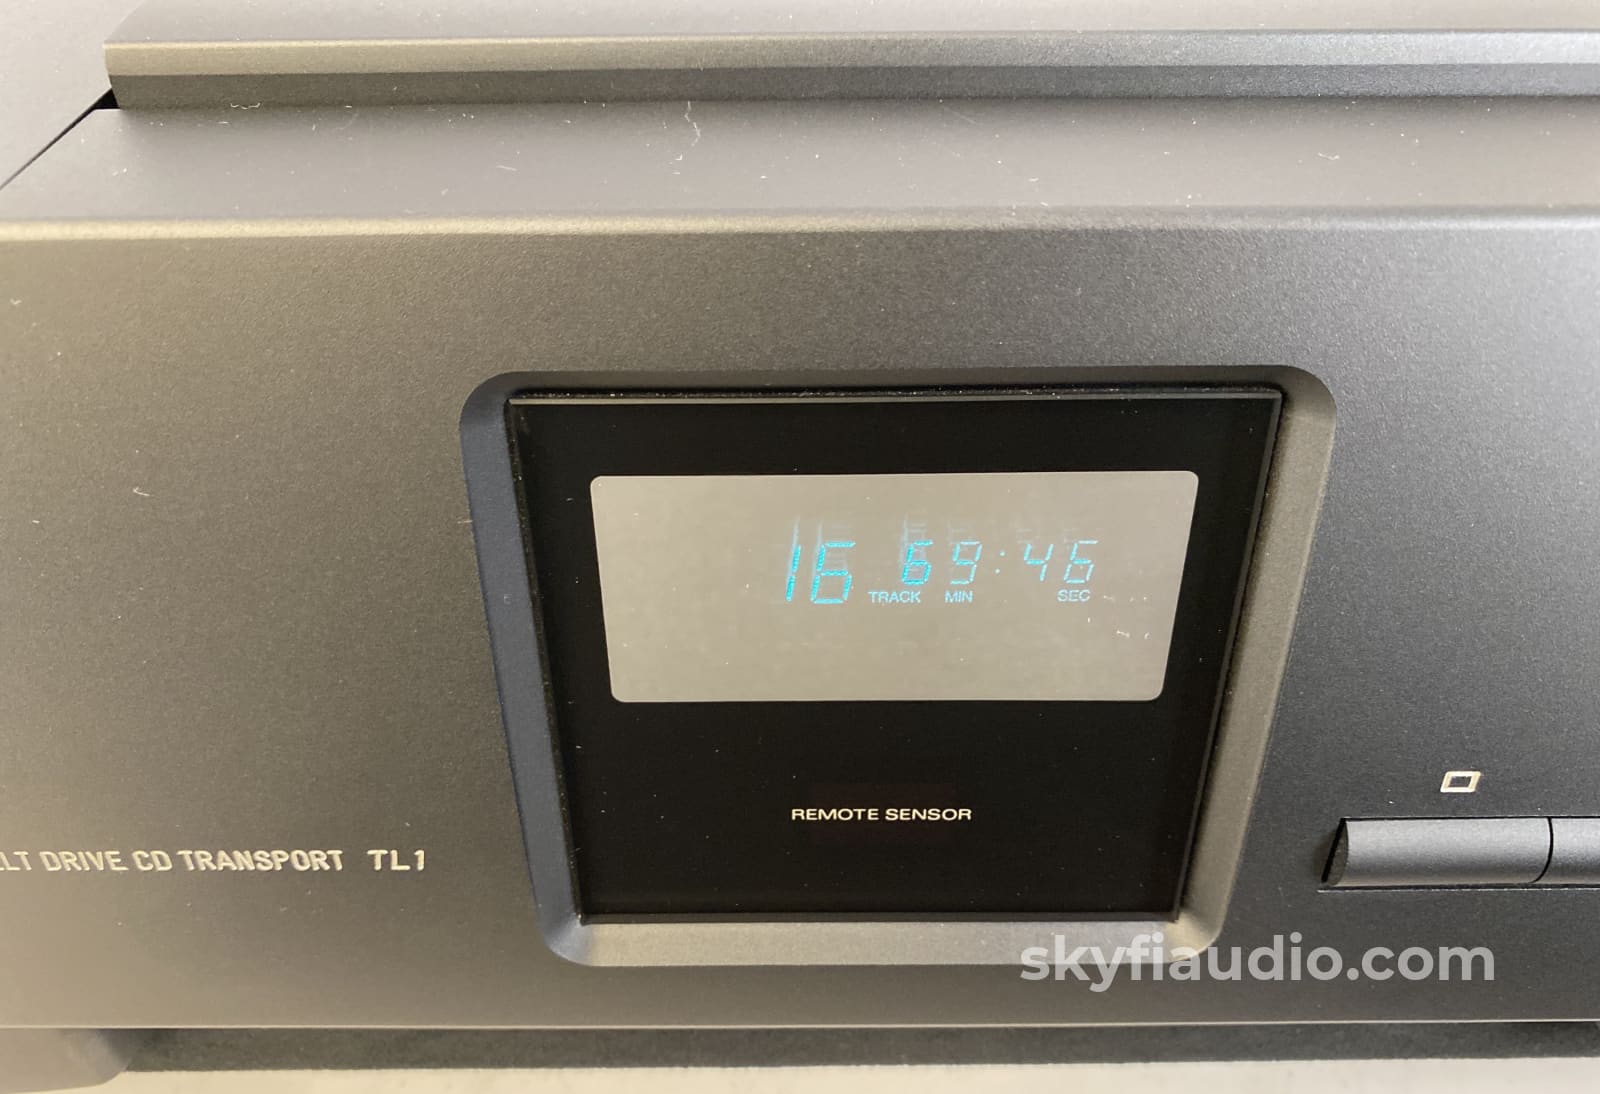 16 69:46
TRACK MIN SEC
REMOTE SENSOR
LT DRIVE CD TRANSPORT TL1
skyfiaudio.com